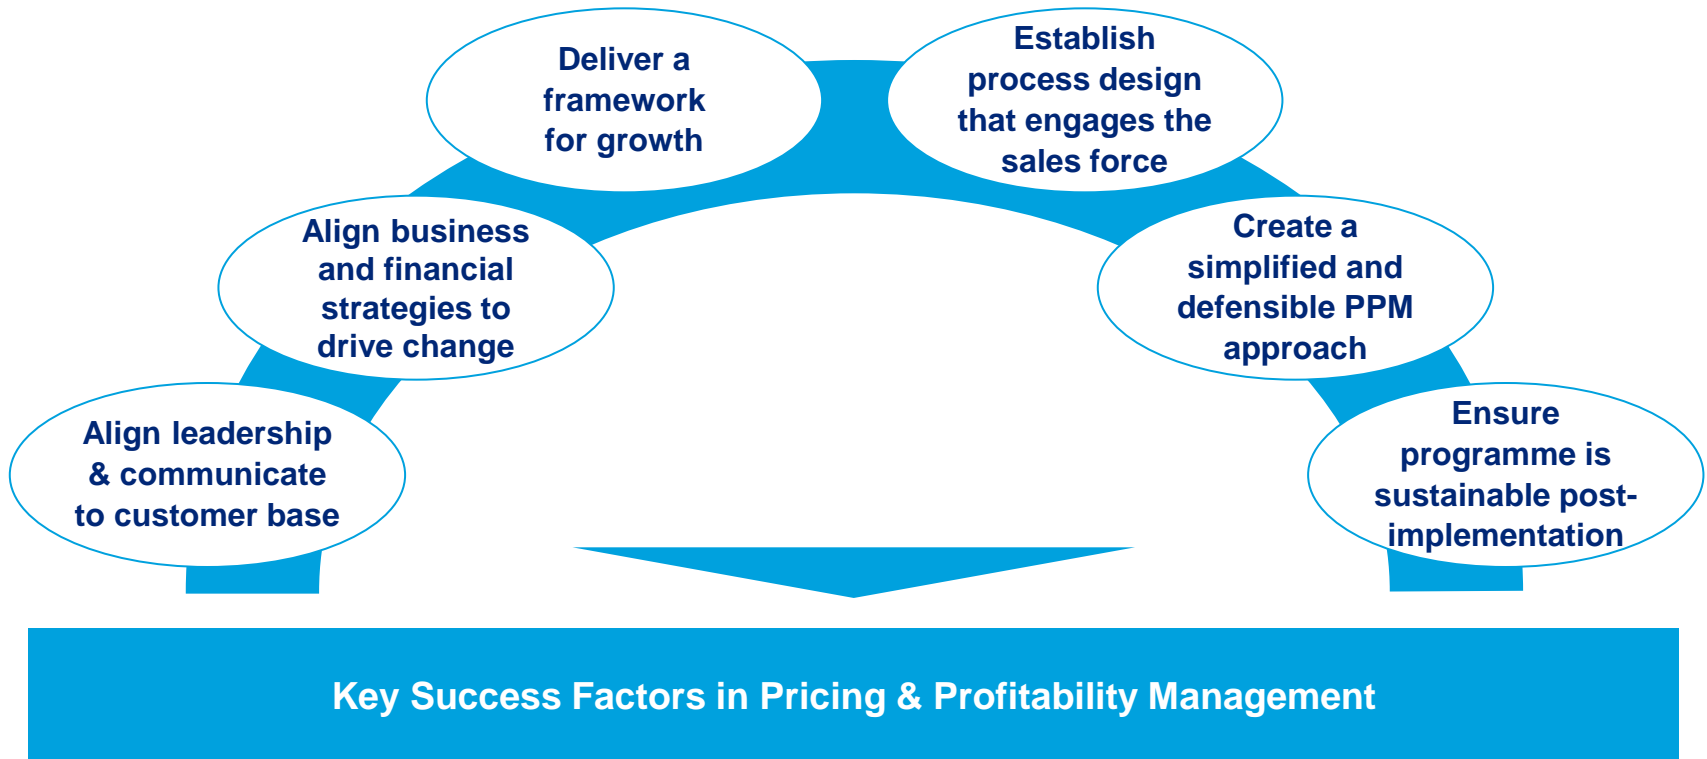 Deliver a
framework
for growth
Establish
process design
that engages the
sales force
Align business
and financial
strategies to
drive change
Create a
simplified and
defensible PPM
approach
Align leadership
& communicate
to customer base
Ensure
programme is
sustainable post-
implementation
Key Success Factors in Pricing & Profitability Management